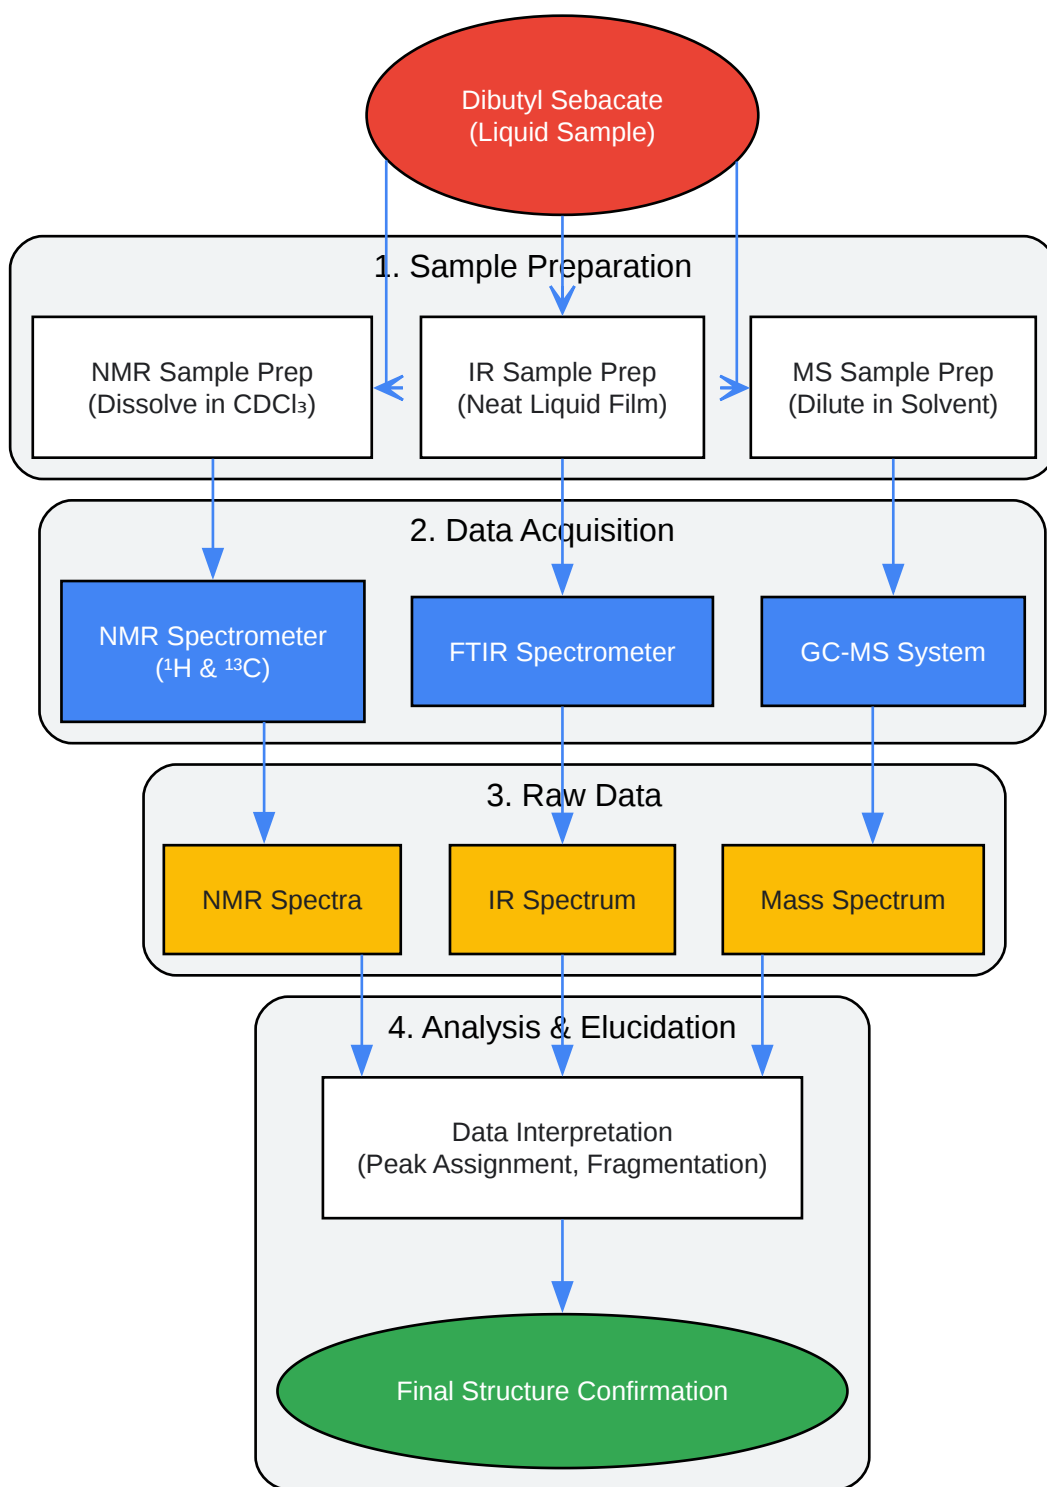 Dibutyl Sebacate
(Liquid Sample)
1. Sample Preparation
NMR Sample Prep
(Dissolve in CDCl₃)
IR Sample Prep
(Neat Liquid Film)
MS Sample Prep
(Dilute in Solvent)
2. Data Acquisition
NMR Spectrometer
(¹H & ¹³C)
FTIR Spectrometer
GC-MS System
3. Raw Data
NMR Spectra
IR Spectrum
Mass Spectrum
4. Analysis & Elucidation
Data Interpretation
(Peak Assignment, Fragmentation)
Final Structure Confirmation